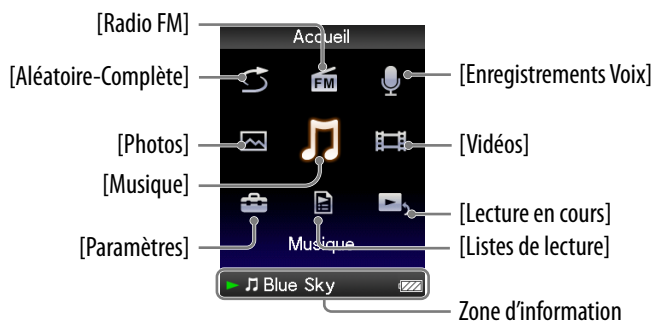 [Radio FM]
Accueil
[Aléatoire-Complète]
FM
[Enregistrements Voix]
[Photos]
[Vidéos]
[Musique]
[Lecture en cours]
[Paramètres]
Musique
[Listes de lecture]
Blue Sky
Zone d’information